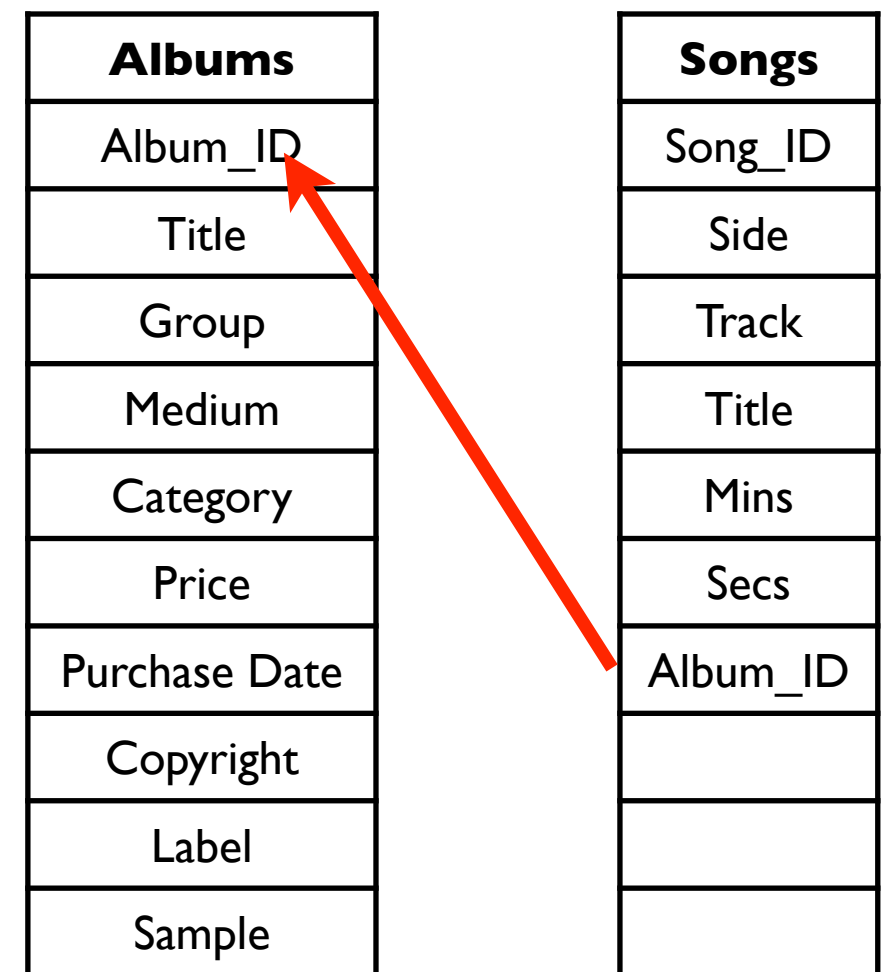 Albums
Album_ID
Title
Group
Medium
Category
Price
Purchase Date
Copyright
Label
Sample
Songs
Song_ID
Side
Track
Title
Mins
Secs
Album_ID